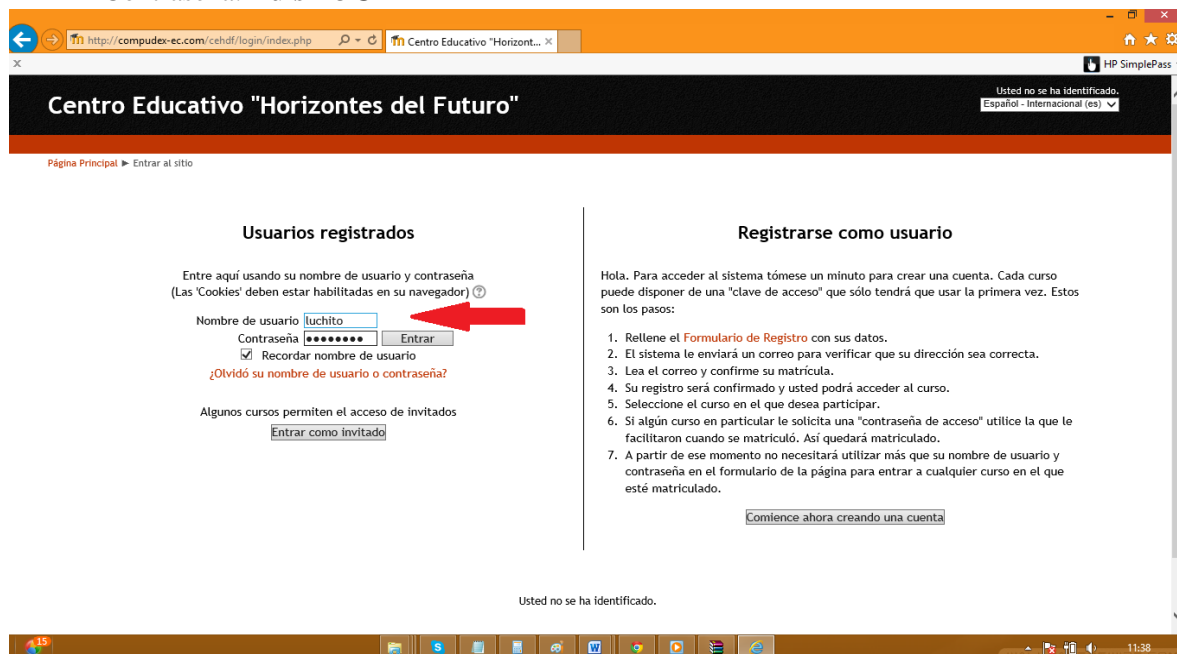 http://compudex-ec.com/cehdf/login/index.php
Centro Educativo "Horizont...
HP SimplePass
Centro Educativo "Horizontes del Futuro"
Usted no se ha identificado.
Español - Internacional (es)
Página Principal ► Entrar al sitio
Usuarios registrados
Entre aquí usando su nombre de usuario y contraseña
(Las 'Cookies' deben estar habilitadas en su navegador)
Nombre de usuario luchito
Contraseña ●●●●●●●● Entrar
Recordar nombre de usuario
¿Olvidó su nombre de usuario o contraseña?
Algunos cursos permiten el acceso de invitados
Entrar como invitado
Registrarse como usuario
Hola. Para acceder al sistema tómese un minuto para crear una cuenta. Cada curso
puede disponer de una "clave de acceso" que sólo tendrá que usar la primera vez. Estos
son los pasos:
1. Rellene el Formulario de Registro con sus datos.
2. El sistema le enviará un correo para verificar que su dirección sea correcta.
3. Lea el correo y confirme su matrícula.
4. Su registro será confirmado y usted podrá acceder al curso.
5. Seleccione el curso en el que desea participar.
6. Si algún curso en particular le solicita una "contraseña de acceso" utilice la que le
facilitaron cuando se matriculó. Así quedará matriculado.
7. A partir de ese momento no necesitará utilizar más que su nombre de usuario y
contraseña en el formulario de la página para entrar a cualquier curso en el que
esté matriculado.
Comience ahora creando una cuenta
Usted no se ha identificado.
15
11:38